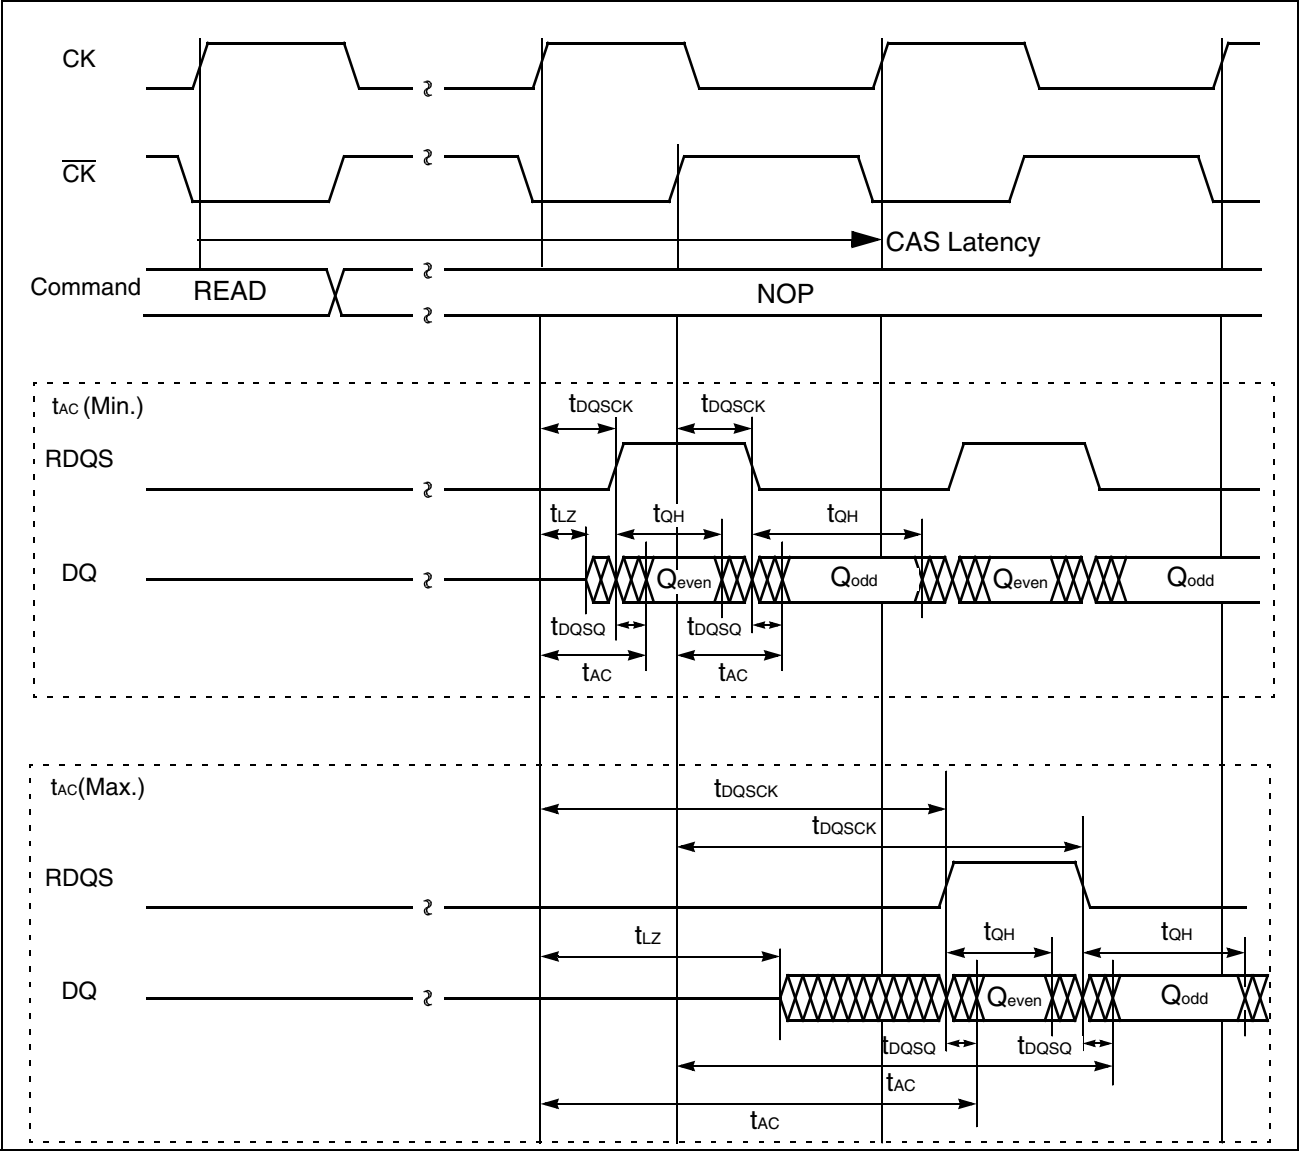 CK
CK
CAS Latency
Command READ NOP
tAC (Min.)
tDQSCK tDQSCK
RDQS
tLZ tQH tQH
DQ Qeven Qodd Qeven Qodd
tDQSQ tDQSQ
tAC tAC
tAC(Max.)
tDQSCK
tDQSCK
RDQS
tLZ tQH tQH
DQ Qeven Qodd
tDQSQ tDQSQ
tAC
tAC